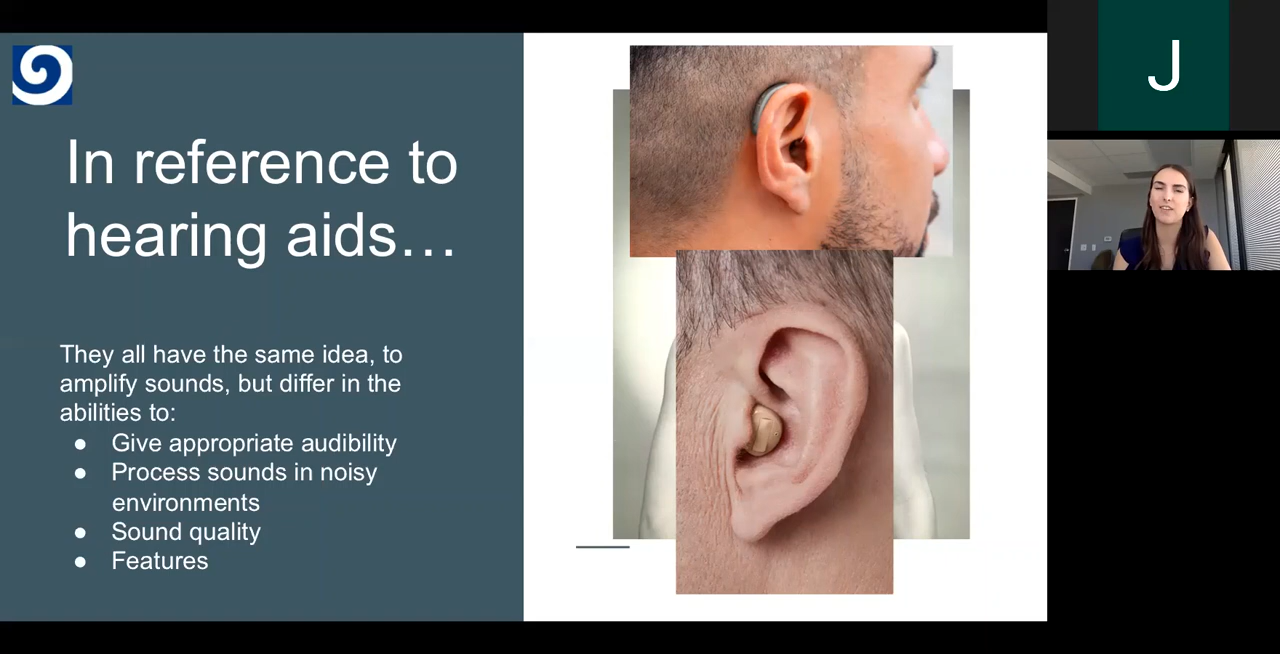 In reference to
hearing aids…
They all have the same idea, to
amplify sounds, but differ in the
abilities to:
● Give appropriate audibility
● Process sounds in noisy
environments
● Sound quality
● Features
J